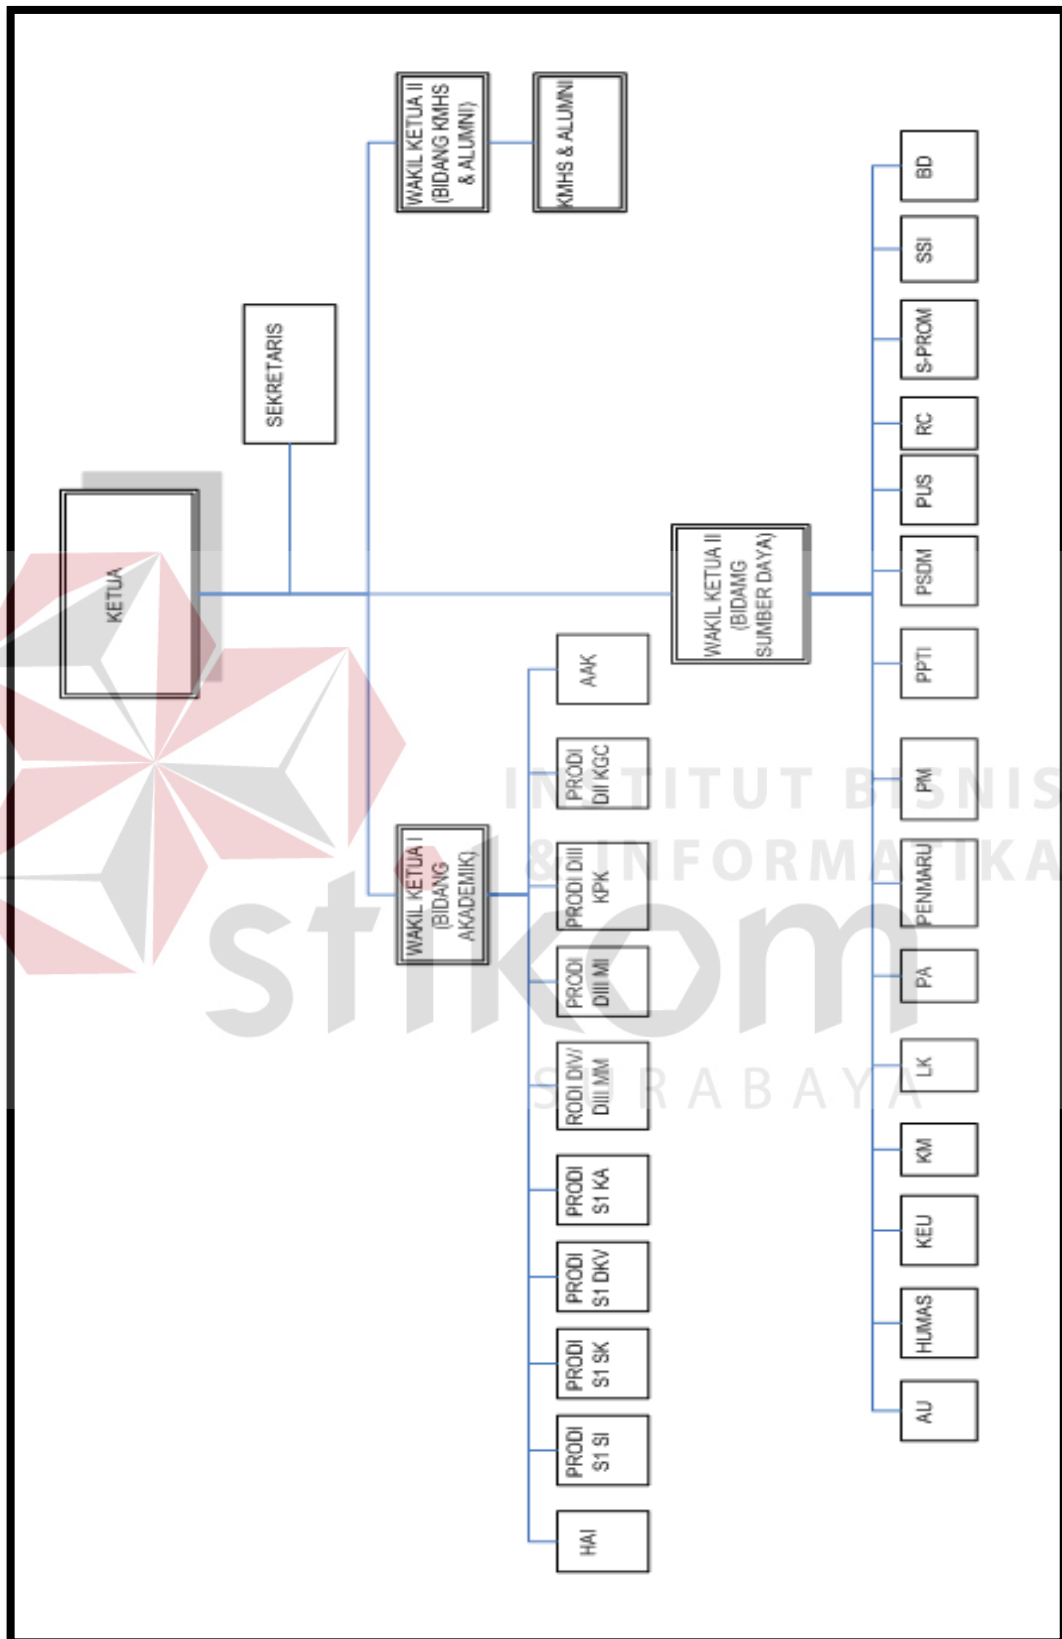 KETUA
SEKRETARIS
WAKIL KETUA I
(BIDANG
AKADEMIK)
WAKIL KETUA II
(BIDANG KMHS
& ALUMNI)
KMHS & ALUMNI
HAI
PRODI
S1 SI
PRODI
S1 SK
PRODI
S1 DKV
PRODI
S1 KA
RODI DIV/
DIII MM
PRODI
DIII MI
PRODI DIII
KPK
PRODI
DII KGC
AAK
WAKIL KETUA II
(BIDAMG
SUMBER DAYA)
AU
HUMAS
KEU
KM
LK
PA
PENMARU
PM
PPTI
PSDM
PUS
RC
S-PROM
SSI
BD
INSTITUT BISNIS
& INFORMATIKA
stikom
SURABAYA